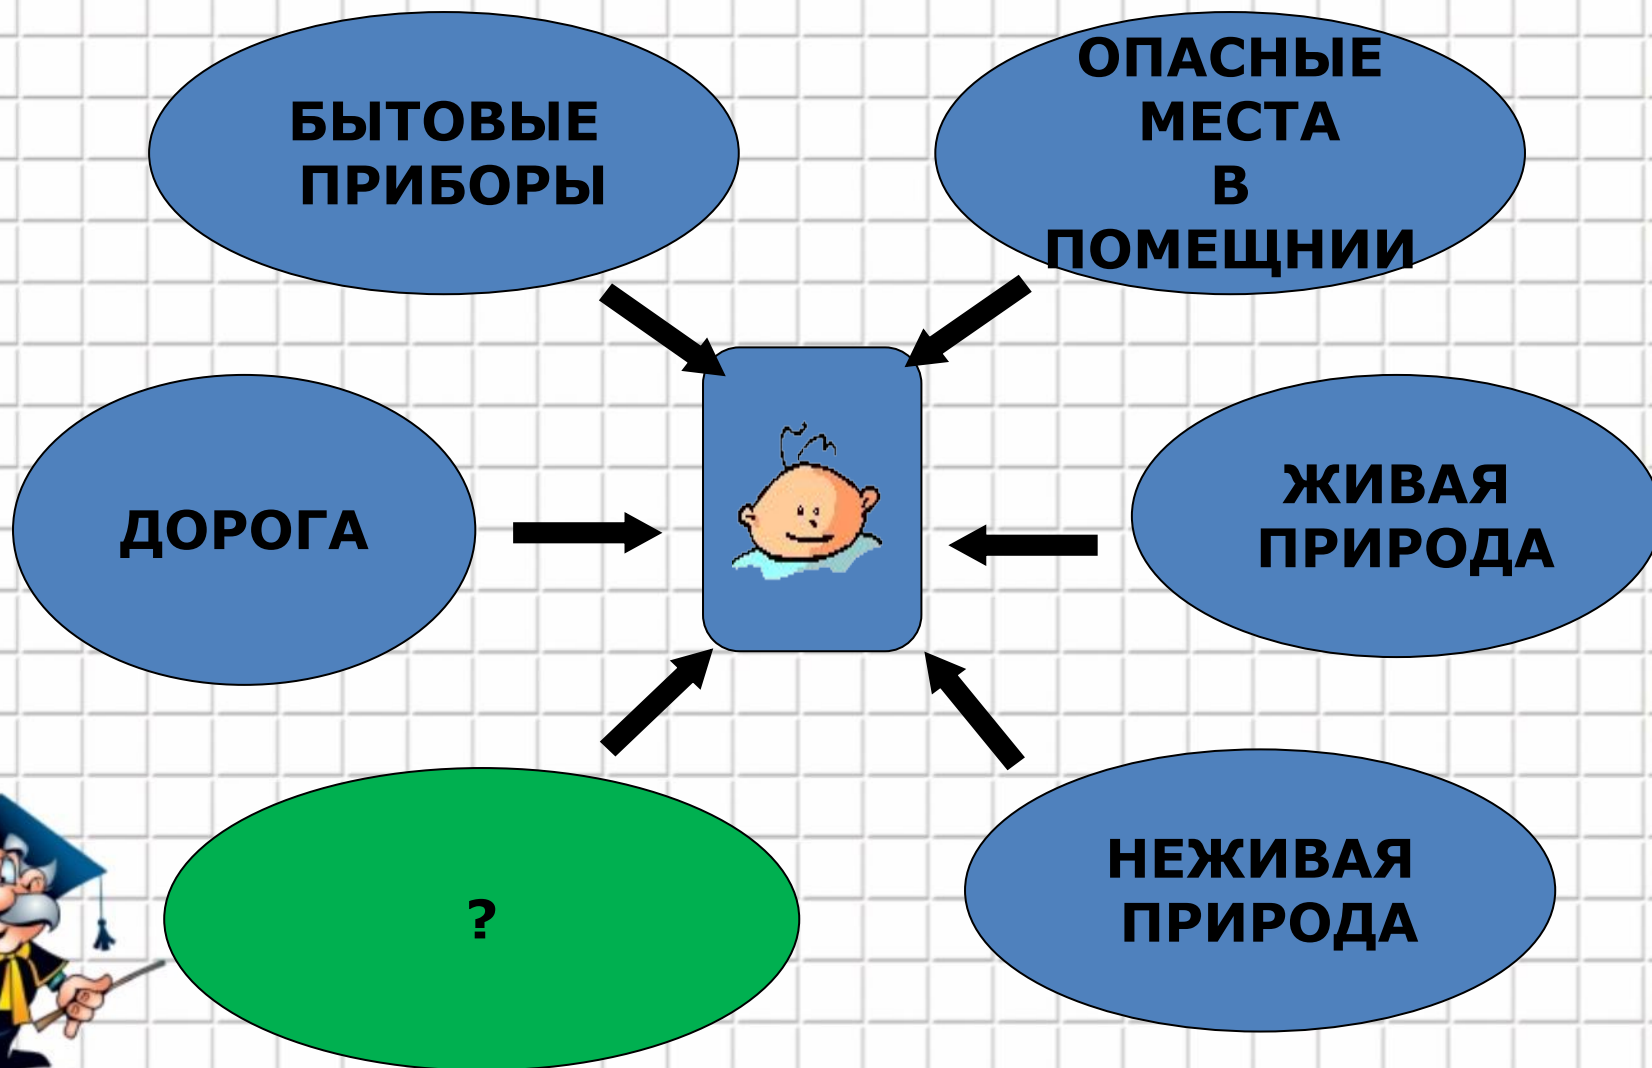 БЫТОВЫЕ
ПРИБОРЫ
ОПАСНЫЕ
МЕСТА
В
ПОМЕЩНИИ
ДОРОГА
ЖИВАЯ
ПРИРОДА
?
НЕЖИВАЯ
ПРИРОДА